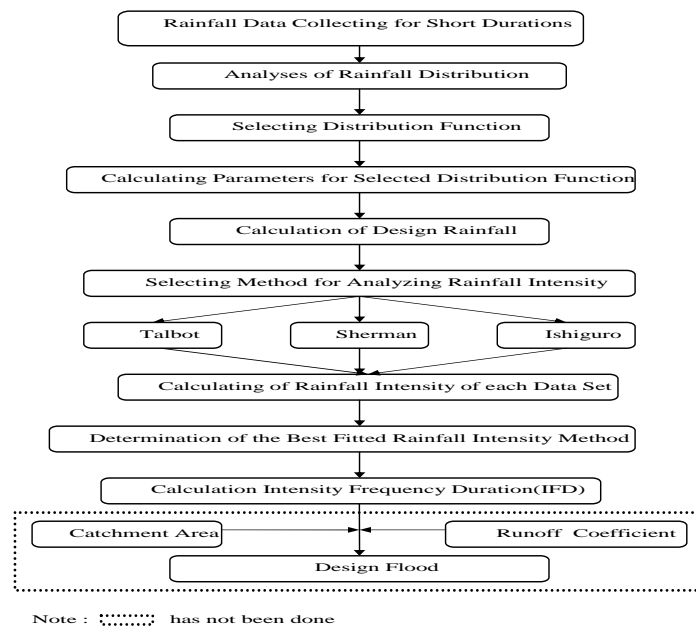 Rainfall Data Collecting for Short Durations
Analyses of Rainfall Distribution
Selecting Distribution Function
Calculating Parameters for Selected Distribution Function
Calculation of Design Rainfall
Selecting Method for Analyzing Rainfall Intensity
Talbot
Sherman
Ishiguro
Calculating of Rainfall Intensity of each Data Set
Determination of the Best Fitted Rainfall Intensity Method
Calculation Intensity Frequency Duration(IFD)
Catchment Area
Runoff Coefficient
Design Flood
Note : has not been done